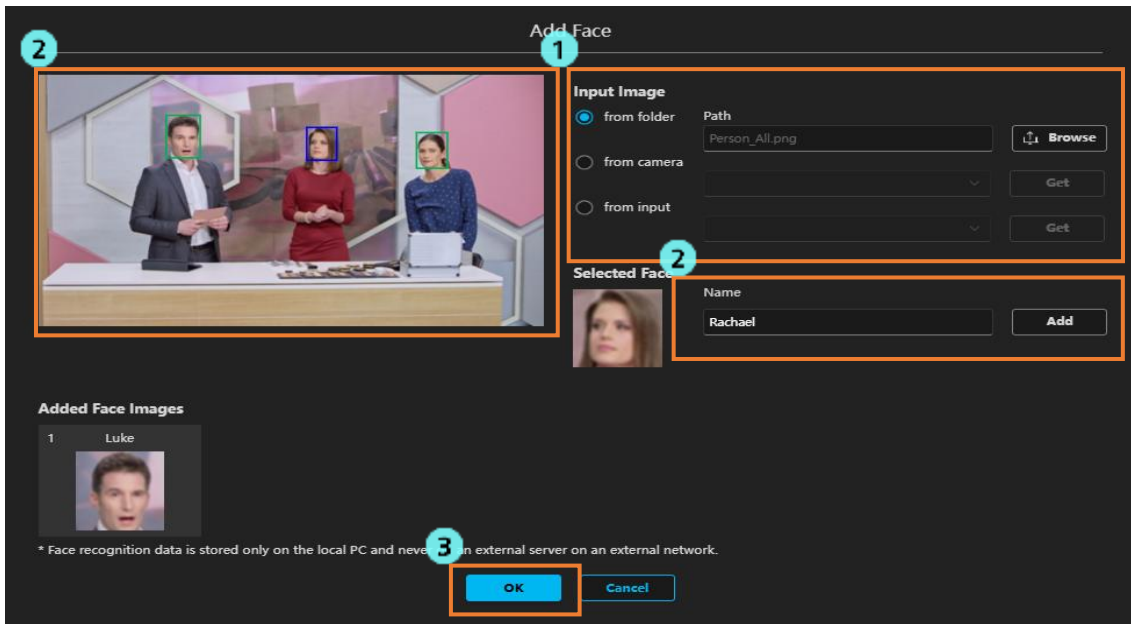 Add Face
2
1
Input Image
from folder
Path
Person_All.png
Browse
from camera
Get
from input
Get
2
Selected Face
Name
Rachael
Add
Added Face Images
1 Luke
* Face recognition data is stored only on the local PC and never 3 an external server on an external network.
OK
Cancel